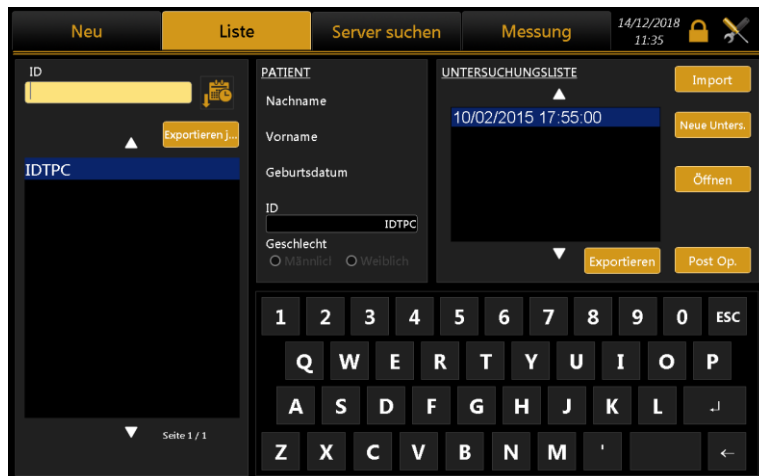 Neu
Liste
Server suchen
Messung
14/12/2018
11:35
ID
Exportieren j...
IDTPC
Seite 1 / 1
PATIENT
Nachname
Vorname
Geburtsdatum
ID
IDTPC
Geschlecht
Männlicl Weiblich
UNTERSUCHUNGSLISTE
10/02/2015 17:55:00
Import
Neue Unters.
Öffnen
Exportieren
Post Op.
1 2 3 4 5 6 7 8 9 0 ESC
Q W E R T Y U I O P
A S D F G H J K L ↵
Z X C V B N M ' ←